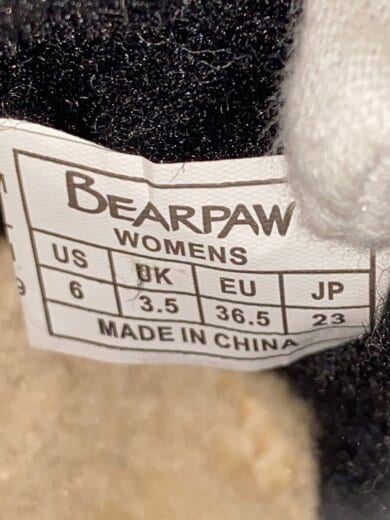 BEARPAW
WOMENS
US UK EU JP
6 3.5 36.5 23
MADE IN CHINA